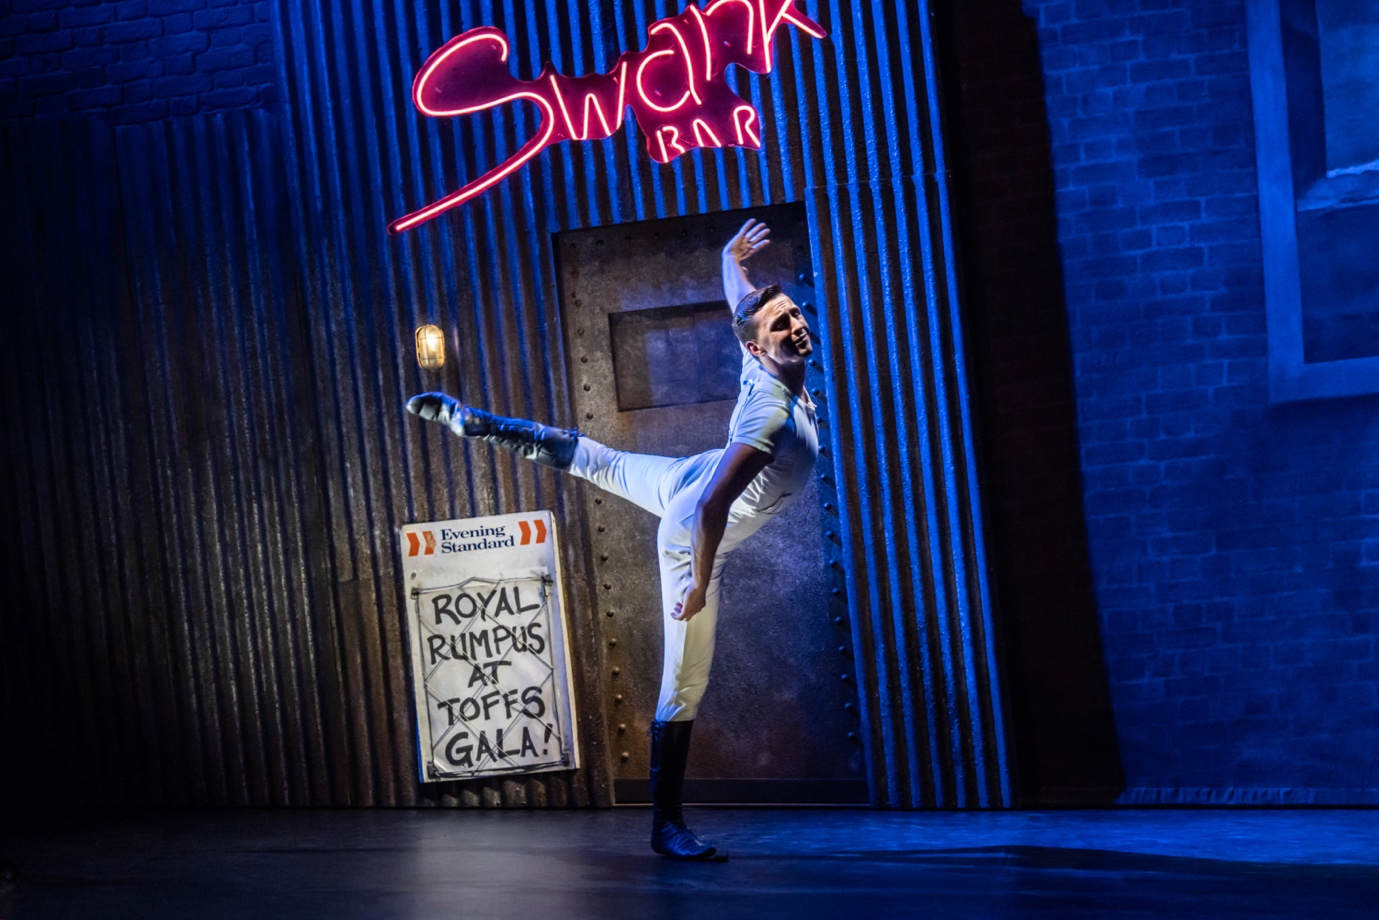 Swank
BAR
Evening
Standard
ROYAL
RUMPUS
AT
TOFFS
GALA!